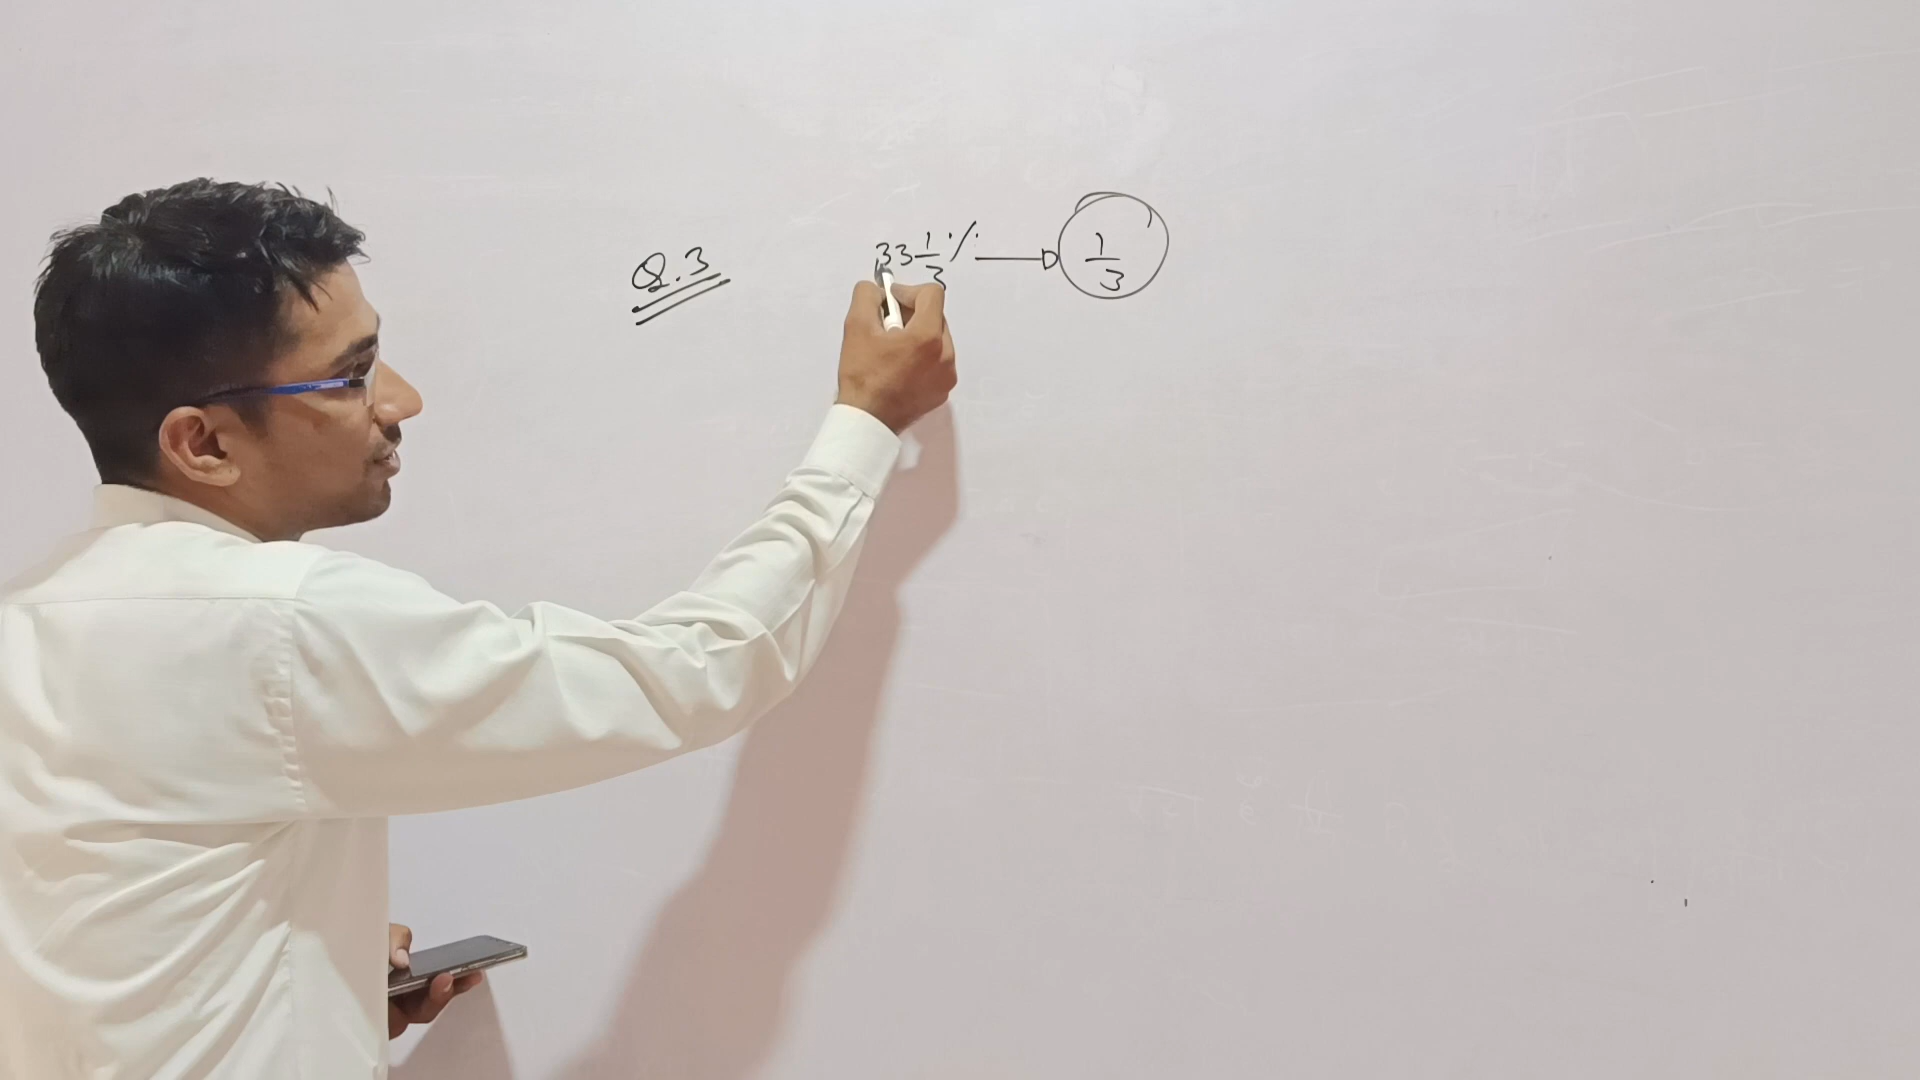 Q.3 33 1/3 % → 1/3